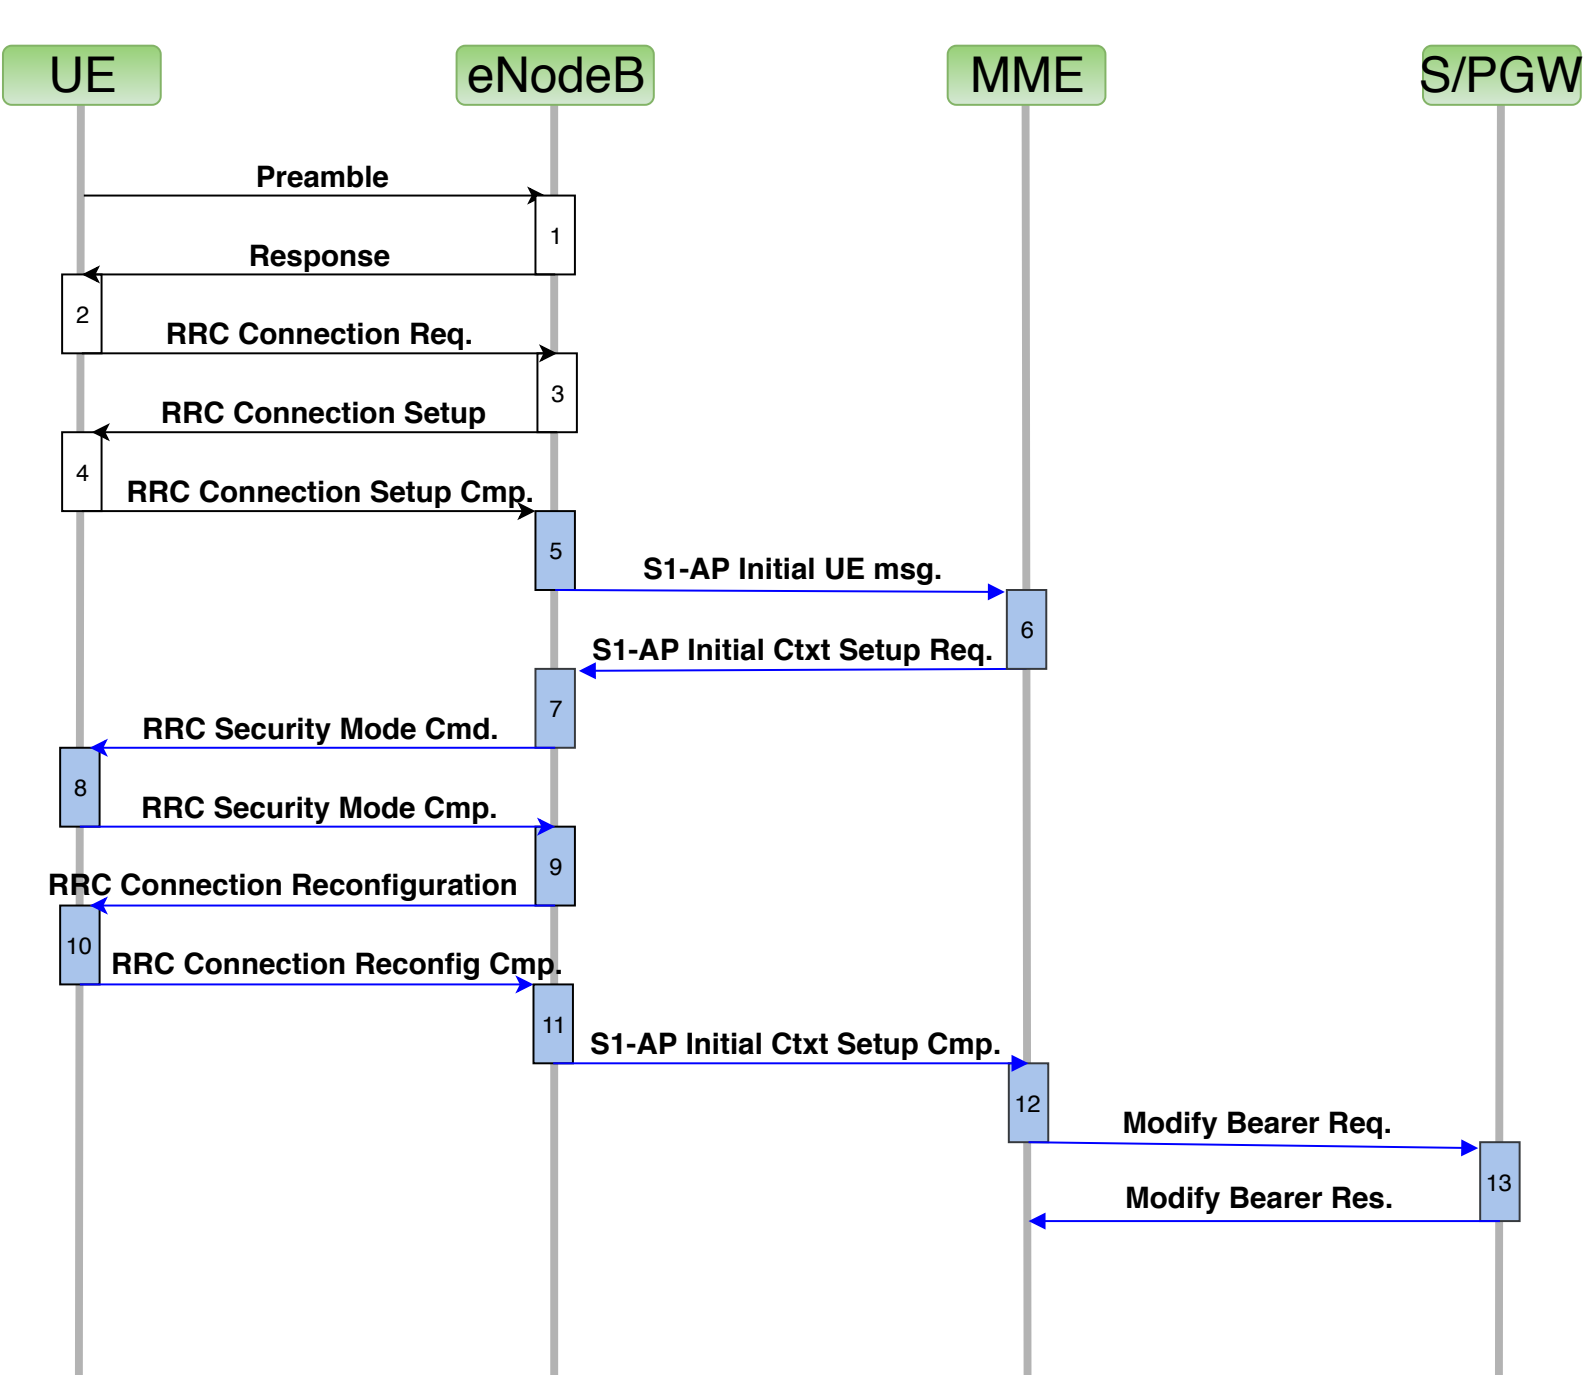 UE
eNodeB
MME
S/PGW
Preamble
1
Response
2
RRC Connection Req.
3
RRC Connection Setup
4
RRC Connection Setup Cmp.
5
S1-AP Initial UE msg.
6
S1-AP Initial Ctxt Setup Req.
7
RRC Security Mode Cmd.
8
RRC Security Mode Cmp.
9
RRC Connection Reconfiguration
10
RRC Connection Reconfig Cmp.
11
S1-AP Initial Ctxt Setup Cmp.
12
Modify Bearer Req.
13
Modify Bearer Res.